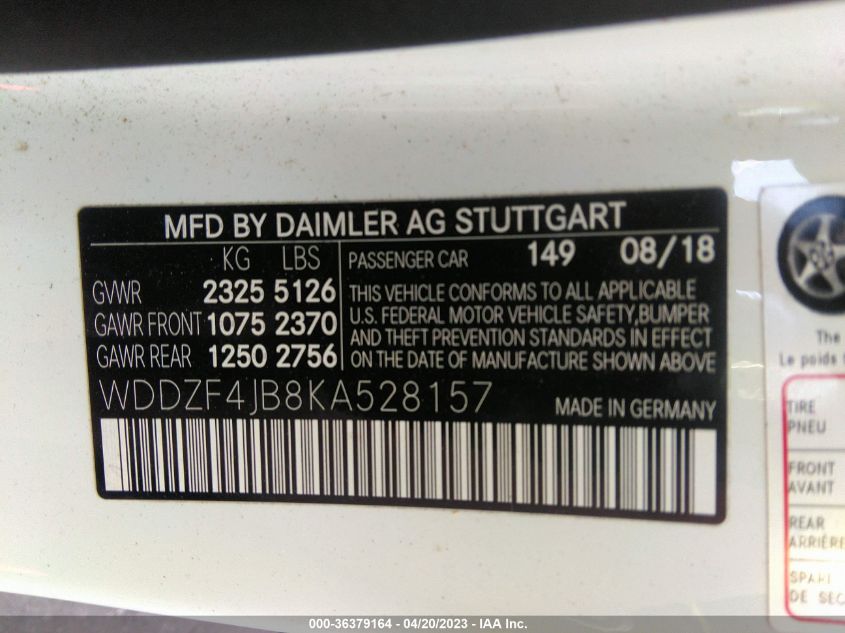 MFD BY DAIMLER AG STUTTGART
KG LBS
PASSENGER CAR 149 08/18
GVWR 2325 5126
GAWR FRONT 1075 2370
GAWR REAR 1250 2756
THIS VEHICLE CONFORMS TO ALL APPLICABLE
U.S. FEDERAL MOTOR VEHICLE SAFETY,BUMPER
AND THEFT PREVENTION STANDARDS IN EFFECT
ON THE DATE OF MANUFACTURE SHOWN ABOVE
WDDZF4JB8KA528157
MADE IN GERMANY
The
Le poids
TIRE
PNEU
FRONT
AVANT
REAR
ARRIÈRE
DE
000-36379164 - 04/20/2023 - IAA Inc.